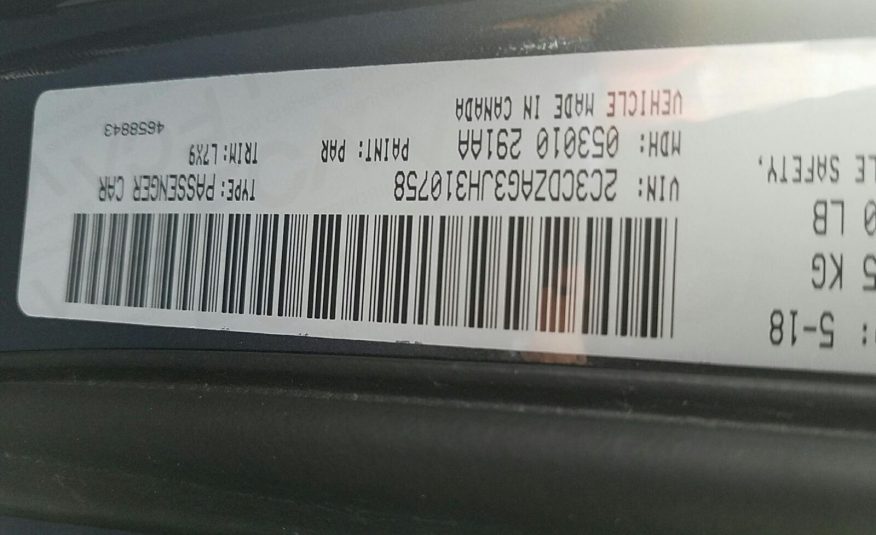 : 5-18
5 KG
0 LB
LE SAFETY.
VIN: 2C3CDZAG3JH310758
TYPE: PASSENGER CAR
MDH: 053010 291AA
PAINT: PAR
TRIM: L7X9
VEHICLE MADE IN CANADA
4658843